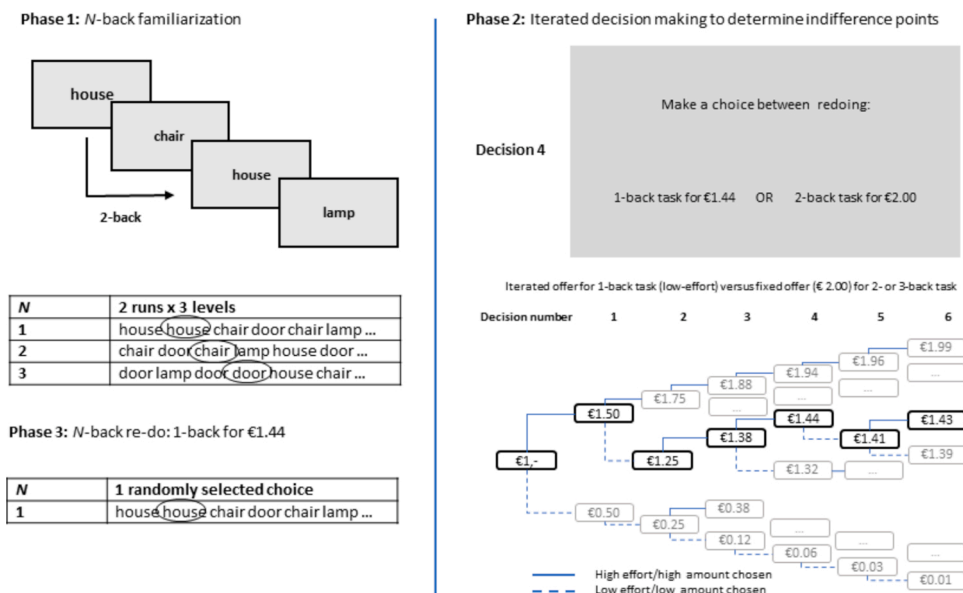 Phase 1: N-back familiarization
house
chair
house
lamp
2-back
N 2 runs x 3 levels
1 house house chair door chair lamp ...
2 chair door chair lamp house door ...
3 door lamp door door house chair ...
Phase 3: N-back re-do: 1-back for €1.44
N 1 randomly selected choice
1 house house chair door chair lamp ...
Phase 2: Iterated decision making to determine indifference points
Decision 4
Make a choice between redoing:
1-back task for €1.44 OR 2-back task for €2.00
Iterated offer for 1-back task (low-effort) versus fixed offer (€ 2.00) for 2- or 3-back task
Decision number 1 2 3 4 5 6
€1.99
€1.96
€1.94
...
€1.88
...
€1.75
...
...
€1.50
€1.44
€1.43
€1.38
€1.41
€1.39
€1,-
€1.25
€1.32
...
€0.50
€0.38
€0.25
...
€0.12
...
€0.06
€0.03
€0.01
High effort/high amount chosen
Low effort/low amount chosen